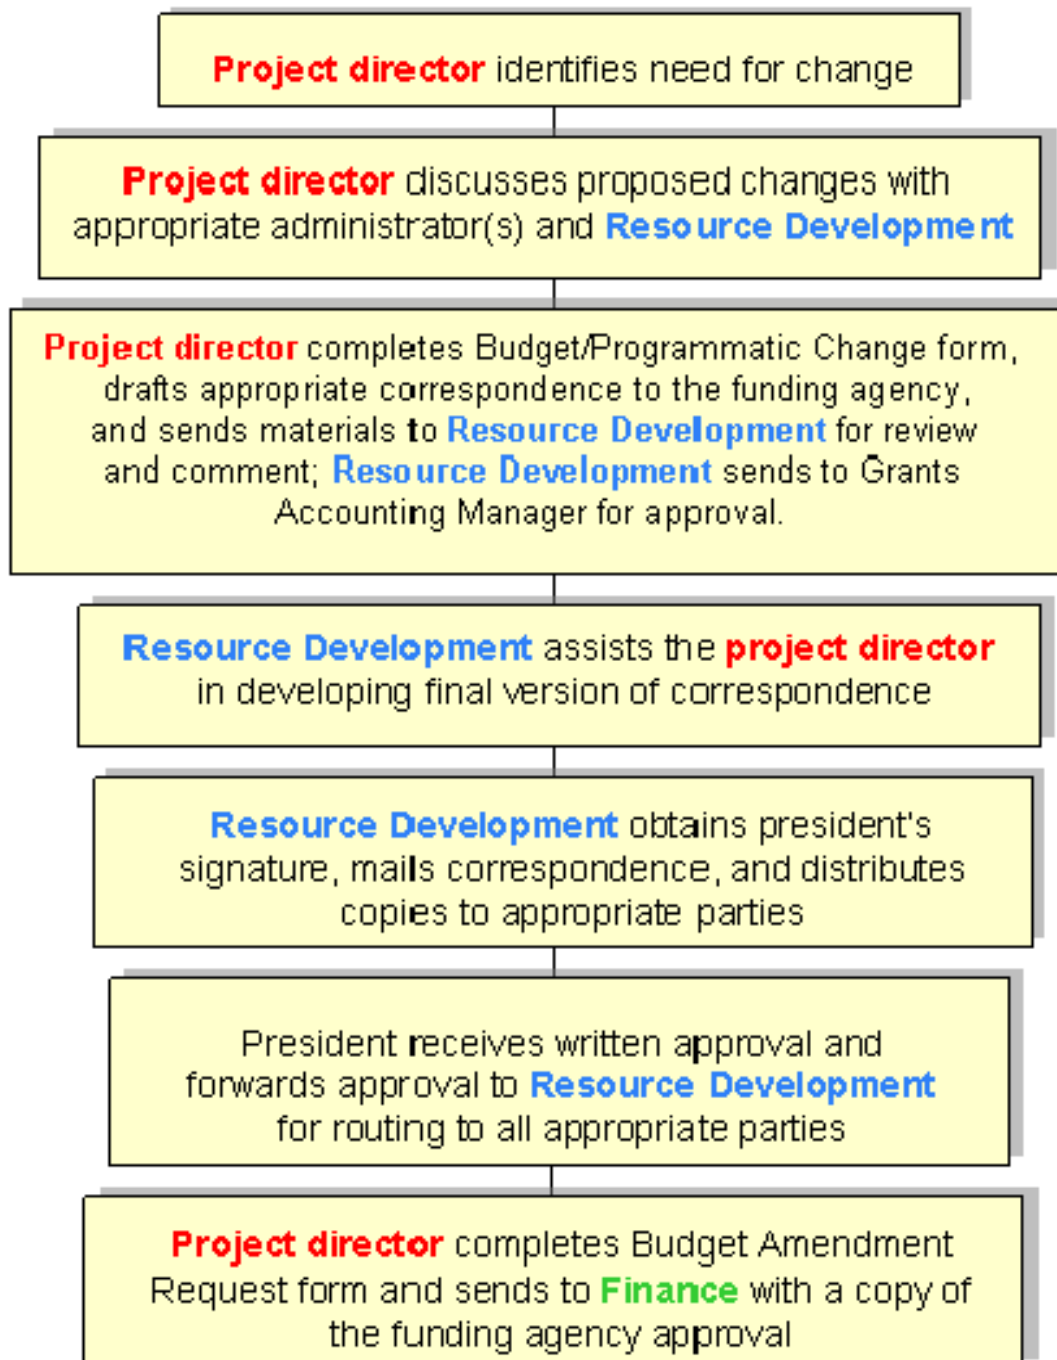 Project director identifies need for change
Project director discusses proposed changes with
appropriate administrator(s) and Resource Development
Project director completes Budget/Programmatic Change form,
drafts appropriate correspondence to the funding agency,
and sends materials to Resource Development for review
and comment; Resource Development sends to Grants
Accounting Manager for approval.
Resource Development assists the project director
in developing final version of correspondence
Resource Development obtains president's
signature, mails correspondence, and distributes
copies to appropriate parties
President receives written approval and
forwards approval to Resource Development
for routing to all appropriate parties
Project director completes Budget Amendment
Request form and sends to Finance with a copy of
the funding agency approval